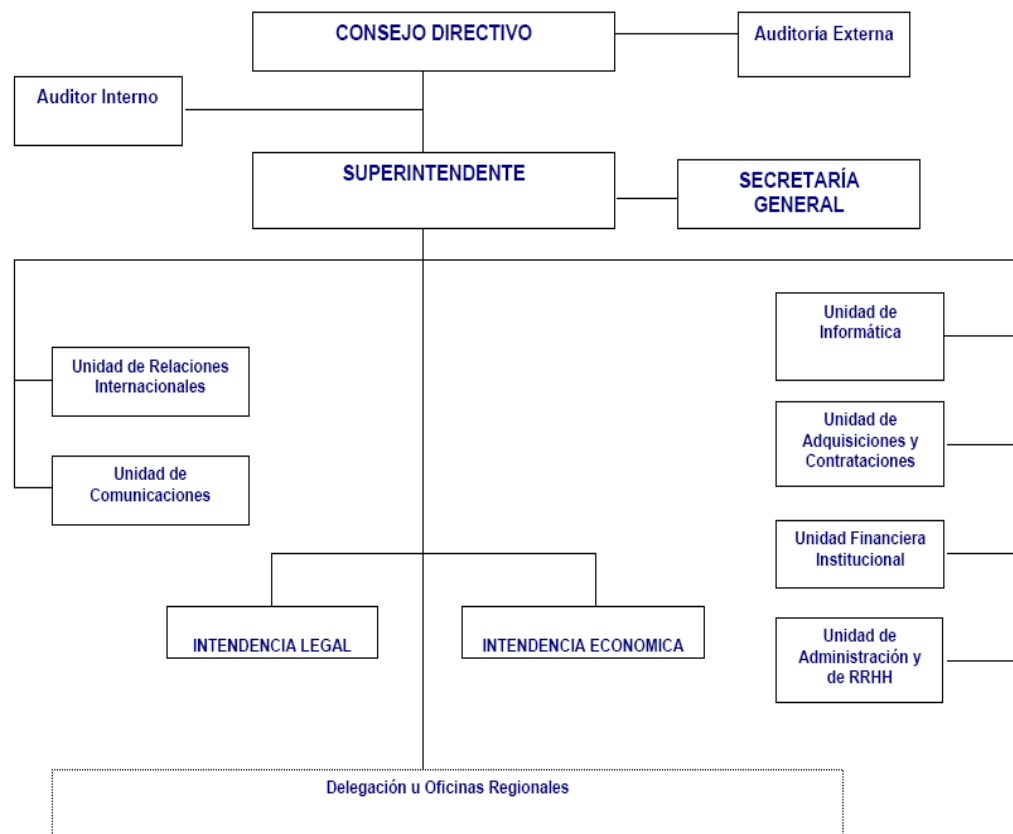 CONSEJO DIRECTIVO
Auditoría Externa
Auditor Interno
SUPERINTENDENTE
SECRETARÍA
GENERAL
Unidad de
Informática
Unidad de Relaciones
Internacionales
Unidad de
Adquisiciones y
Contrataciones
Unidad de
Comunicaciones
Unidad Financiera
Institucional
INTENDENCIA LEGAL
INTENDENCIA ECONOMICA
Unidad de
Administración y
de RRHH
Delegación u Oficinas Regionales